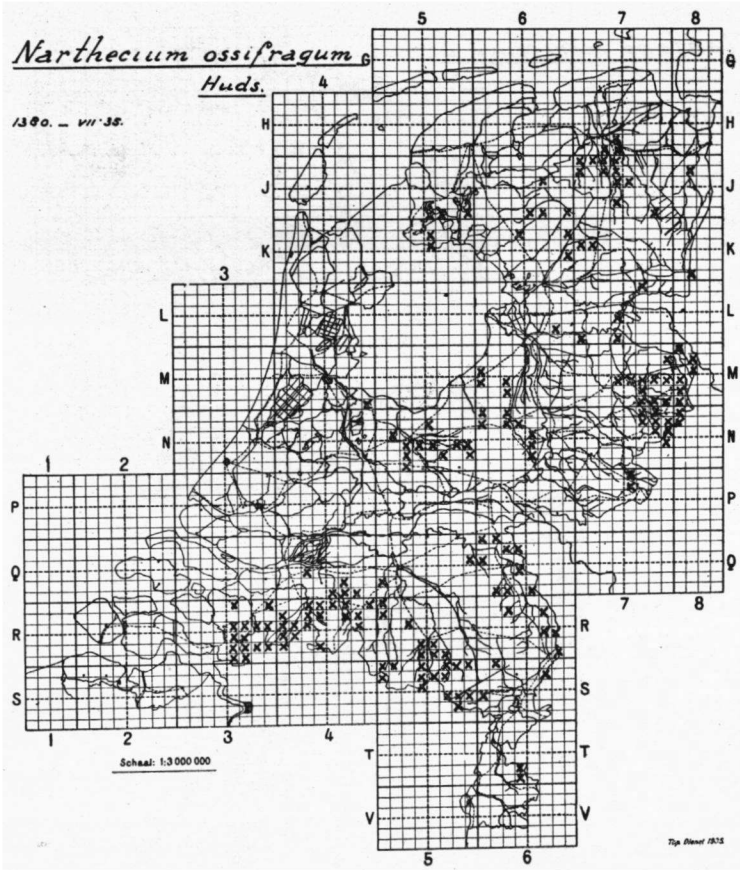 5 6 7 8
Narthecium ossifragum
G Q
Huds.
4
1380. – VII·35.
H H
J J
K K
3
L L
M M
N N
1 2
P P
Q Q
7 8
R R
S S
1 2 3 4
Schaal: 1:3 000 000
T T
V V
Top. Dienst 1935
5 6